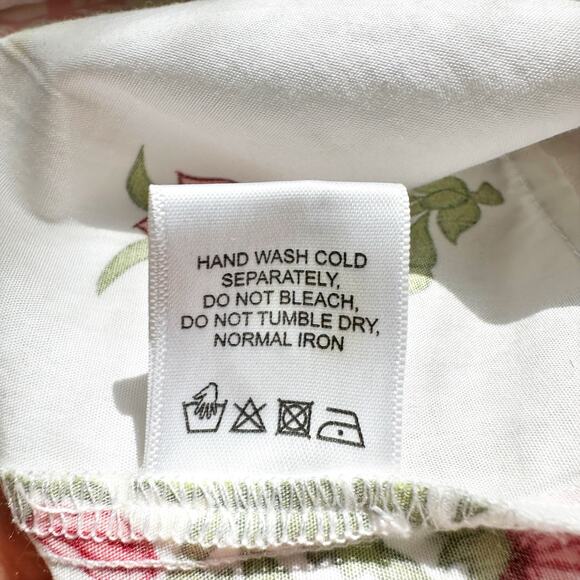 HAND WASH COLD
SEPARATELY,
DO NOT BLEACH,
DO NOT TUMBLE DRY,
NORMAL IRON